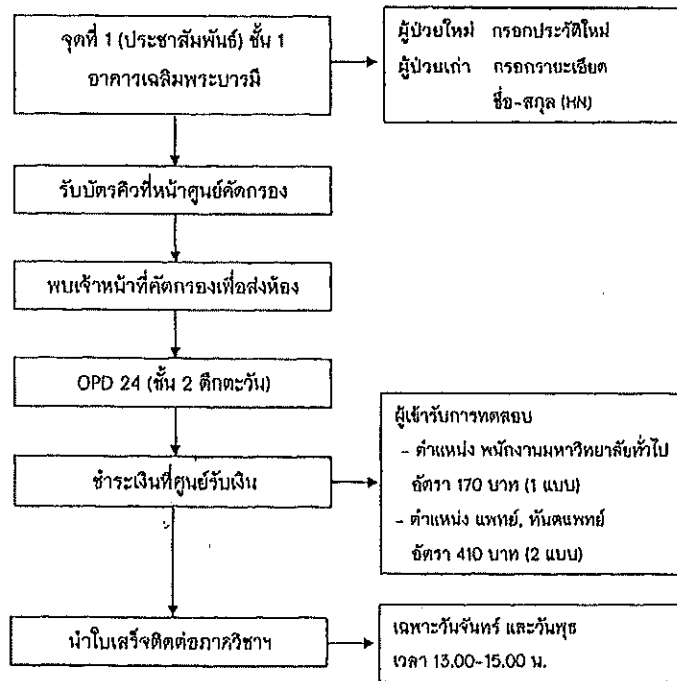 จุดที่ 1 (ประชาสัมพันธ์) ชั้น 1
อาคารเฉลิมพระบารมี
ผู้ป่วยใหม่ กรอกประวัติใหม่
ผู้ป่วยเก่า กรอกรายะเอียด
ชื่อ-สกุล (HN)
รับบัตรคิวที่หน้าศูนย์คัดกรอง
พบเจ้าหน้าที่คัดกรองเพื่อส่งห้อง
OPD 24 (ชั้น 2 ตึกตะวัน)
ชำระเงินที่ศูนย์รับเงิน
ผู้เข้ารับการทดสอบ
- ตำแหน่ง พนักงานมหาวิทยาลัยทั่วไป
อัตรา 170 บาท (1 แบบ)
- ตำแหน่ง แพทย์, ทันตแพทย์
อัตรา 410 บาท (2 แบบ)
นำใบเสร็จติดต่อภาควิชาฯ
เฉพาะวันจันทร์ และวันพุธ
เวลา 13.00-15.00 น.